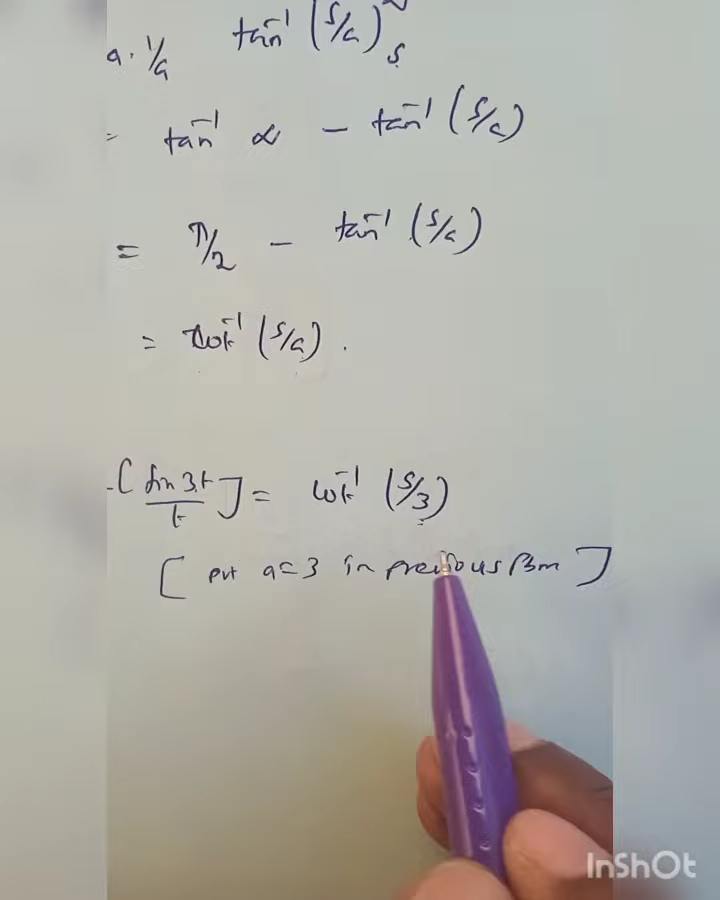 a · 1/a tan⁻¹ (s/a)ₛ
= tan⁻¹ ∝ − tan⁻¹ (s/a)
= π/2 − tan⁻¹ (s/a)
= cot⁻¹ (s/a) .
[ sin 3t / t ] = cot⁻¹ (s/3)
[ put a=3 in previous Bm ]
InShOt